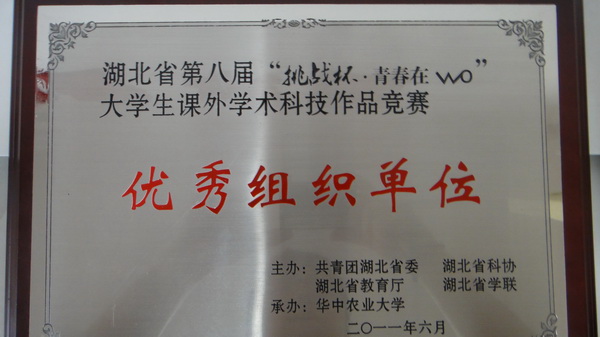 湖北省第八届“挑战杯·青春在wo”
大学生课外学术科技作品竞赛
优秀组织单位
主办：共青团湖北省委 湖北省科协
湖北省教育厅 湖北省学联
承办：华中农业大学
二〇一一年六月